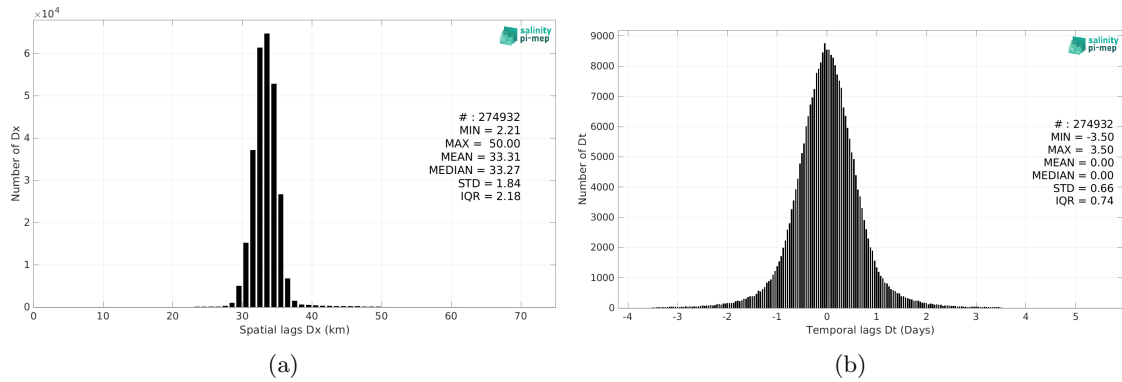 ×10⁴
6
5
4
3
2
1
0
Number of Dx
0 10 20 30 40 50 60 70
Spatial lags Dx (km)
salinity
pi-mep
# : 274932
MIN = 2.21
MAX = 50.00
MEAN = 33.31
MEDIAN = 33.27
STD = 1.84
IQR = 2.18
(a)
9000
8000
7000
6000
5000
4000
3000
2000
1000
0
Number of Dt
-4 -3 -2 -1 0 1 2 3 4 5
Temporal lags Dt (Days)
salinity
pi-mep
# : 274932
MIN = -3.50
MAX = 3.50
MEAN = 0.00
MEDIAN = 0.00
STD = 0.66
IQR = 0.74
(b)